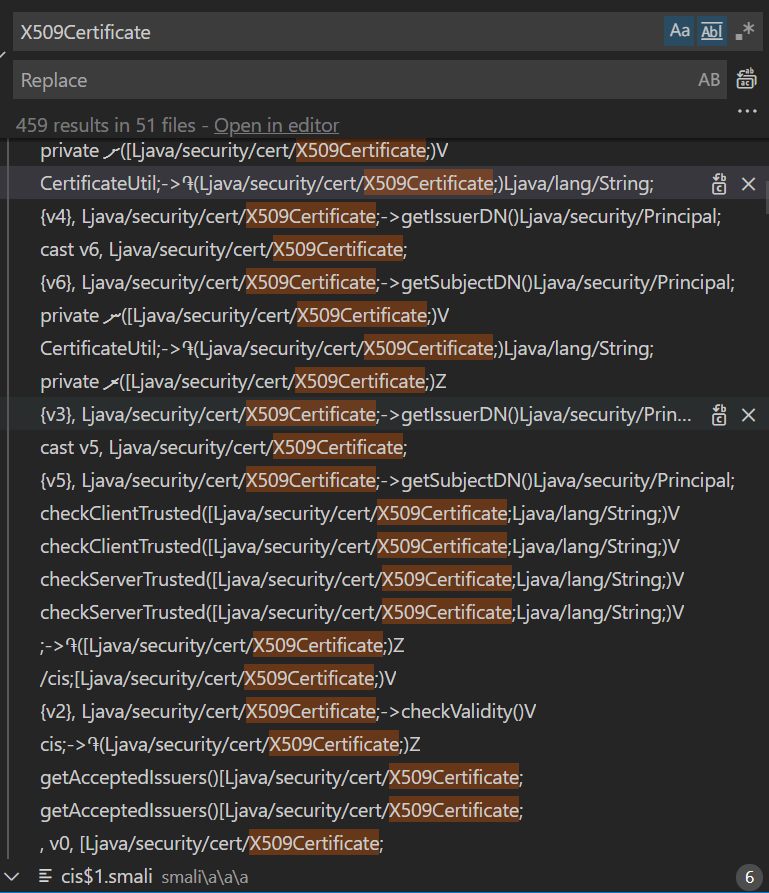 X509Certificate
Aa Abl .*
Replace
AB
459 results in 51 files - Open in editor
private ([Ljava/security/cert/X509Certificate;)V
CertificateUtil;->Դ(Ljava/security/cert/X509Certificate;)Ljava/lang/String;
{v4}, Ljava/security/cert/X509Certificate;->getIssuerDN()Ljava/security/Principal;
cast v6, Ljava/security/cert/X509Certificate;
{v6}, Ljava/security/cert/X509Certificate;->getSubjectDN()Ljava/security/Principal;
private ([Ljava/security/cert/X509Certificate;)V
CertificateUtil;->(Ljava/security/cert/X509Certificate;)Ljava/lang/String;
private ([Ljava/security/cert/X509Certificate;)Z
{v3}, Ljava/security/cert/X509Certificate;->getIssuerDN()Ljava/security/Prin...
cast v5, Ljava/security/cert/X509Certificate;
{v5}, Ljava/security/cert/X509Certificate;->getSubjectDN()Ljava/security/Principal;
checkClientTrusted([Ljava/security/cert/X509Certificate;Ljava/lang/String;)V
checkClientTrusted([Ljava/security/cert/X509Certificate;Ljava/lang/String;)V
checkServerTrusted([Ljava/security/cert/X509Certificate;Ljava/lang/String;)V
checkServerTrusted([Ljava/security/cert/X509Certificate;Ljava/lang/String;)V
;->([Ljava/security/cert/X509Certificate;)Z
/cis;[Ljava/security/cert/X509Certificate;)V
{v2}, Ljava/security/cert/X509Certificate;->checkValidity()V
cis;->(Ljava/security/cert/X509Certificate;)Z
getAcceptedIssuers()[Ljava/security/cert/X509Certificate;
getAcceptedIssuers()[Ljava/security/cert/X509Certificate;
, v0, [Ljava/security/cert/X509Certificate;
cis$1.smali smali\a\a\a 6